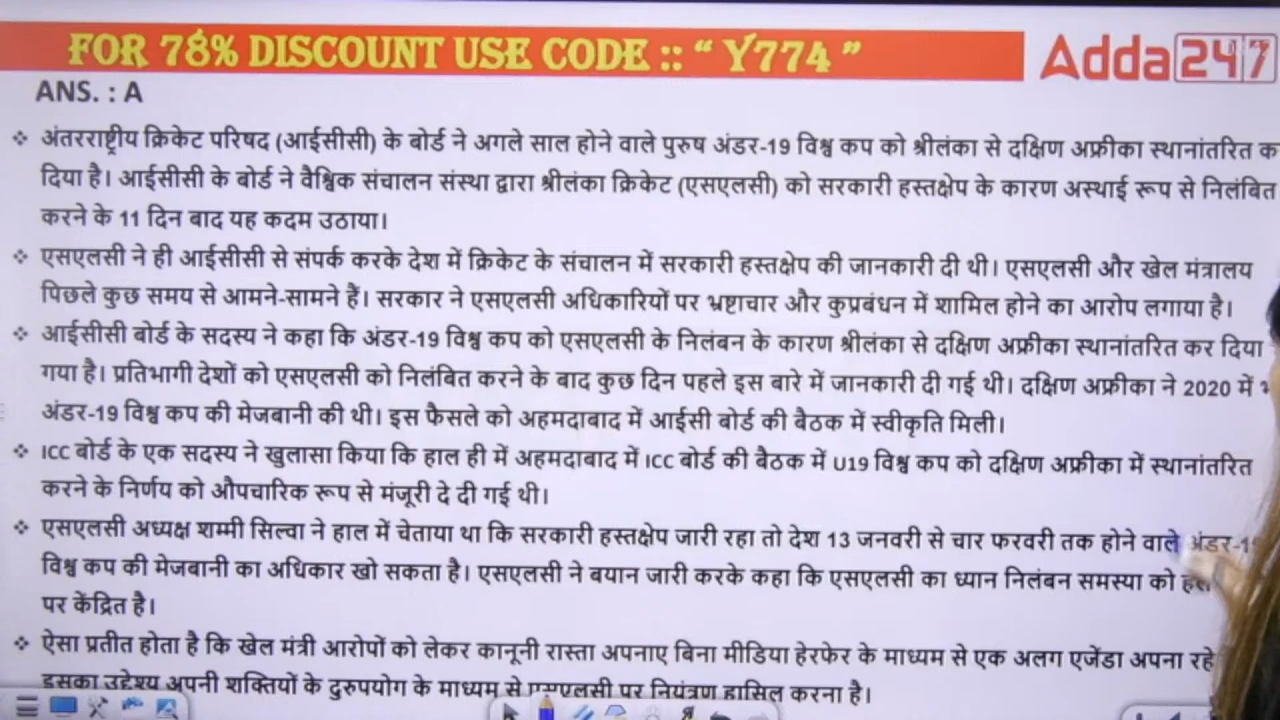 FOR 78% DISCOUNT USE CODE :: “ Y774 ”
Adda 247
ANS. : A
❖ अंतरराष्ट्रीय क्रिकेट परिषद (आईसीसी) के बोर्ड ने अगले साल होने वाले पुरुष अंडर-19 विश्व कप को श्रीलंका से दक्षिण अफ्रीका स्थानांतरित क
दिया है। आईसीसी के बोर्ड ने वैश्विक संचालन संस्था द्वारा श्रीलंका क्रिकेट (एसएलसी) को सरकारी हस्तक्षेप के कारण अस्थाई रूप से निलंबित
करने के 11 दिन बाद यह कदम उठाया।
❖ एसएलसी ने ही आईसीसी से संपर्क करके देश में क्रिकेट के संचालन में सरकारी हस्तक्षेप की जानकारी दी थी। एसएलसी और खेल मंत्रालय
पिछले कुछ समय से आमने-सामने हैं। सरकार ने एसएलसी अधिकारियों पर भ्रष्टाचार और कुप्रबंधन में शामिल होने का आरोप लगाया है।
❖ आईसीसी बोर्ड के सदस्य ने कहा कि अंडर-19 विश्व कप को एसएलसी के निलंबन के कारण श्रीलंका से दक्षिण अफ्रीका स्थानांतरित कर दिया
गया है। प्रतिभागी देशों को एसएलसी को निलंबित करने के बाद कुछ दिन पहले इस बारे में जानकारी दी गई थी। दक्षिण अफ्रीका ने 2020 में
अंडर-19 विश्व कप की मेजबानी की थी। इस फैसले को अहमदाबाद में आईसी बोर्ड की बैठक में स्वीकृति मिली।
❖ ICC बोर्ड के एक सदस्य ने खुलासा किया कि हाल ही में अहमदाबाद में ICC बोर्ड की बैठक में U19 विश्व कप को दक्षिण अफ्रीका में स्थानांतरित
करने के निर्णय को औपचारिक रूप से मंजूरी दे दी गई थी।
❖ एसएलसी अध्यक्ष शम्मी सिल्वा ने हाल में चेताया था कि सरकारी हस्तक्षेप जारी रहा तो देश 13 जनवरी से चार फरवरी तक होने वाले अंडर-1
विश्व कप की मेजबानी का अधिकार खो सकता है। एसएलसी ने बयान जारी करके कहा कि एसएलसी का ध्यान निलंबन समस्या को
पर केंद्रित है।
❖ ऐसा प्रतीत होता है कि खेल मंत्री आरोपों को लेकर कानूनी रास्ता अपनाए बिना मीडिया हेरफेर के माध्यम से एक अलग एजेंडा अपना रहे
इसका उद्देश्य अपनी शक्तियों के दुरुपयोग के माध्यम से एसएलसी पर नियंत्रण हासिल करना है।